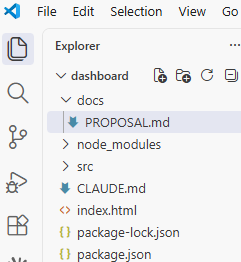 File Edit Selection View Go
Explorer
dashboard
docs
PROPOSAL.md
node_modules
src
CLAUDE.md
index.html
package-lock.json
package.json